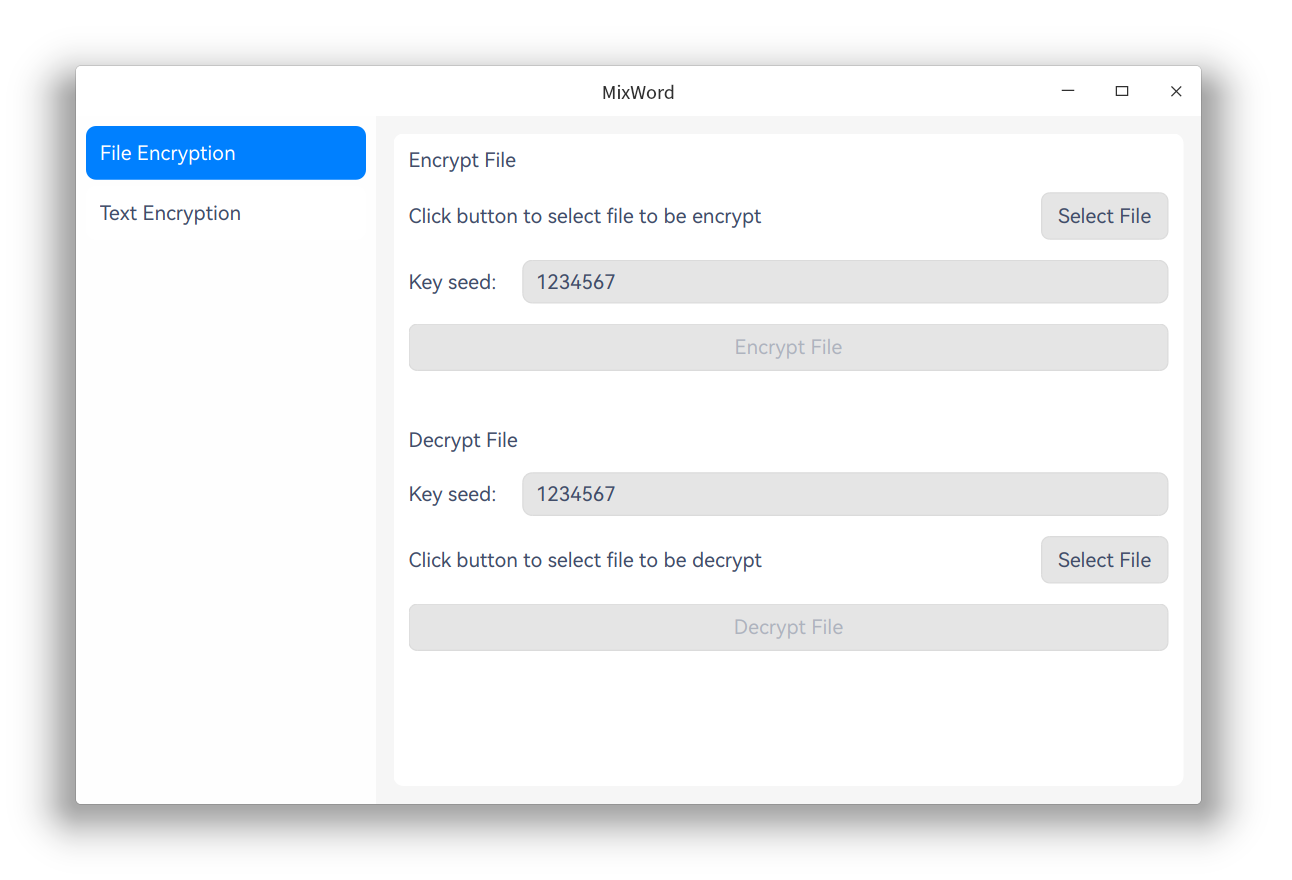 MixWord
File Encryption
Text Encryption
Encrypt File
Click button to select file to be encrypt
Select File
Key seed:
1234567
Encrypt File
Decrypt File
Key seed:
1234567
Click button to select file to be decrypt
Select File
Decrypt File